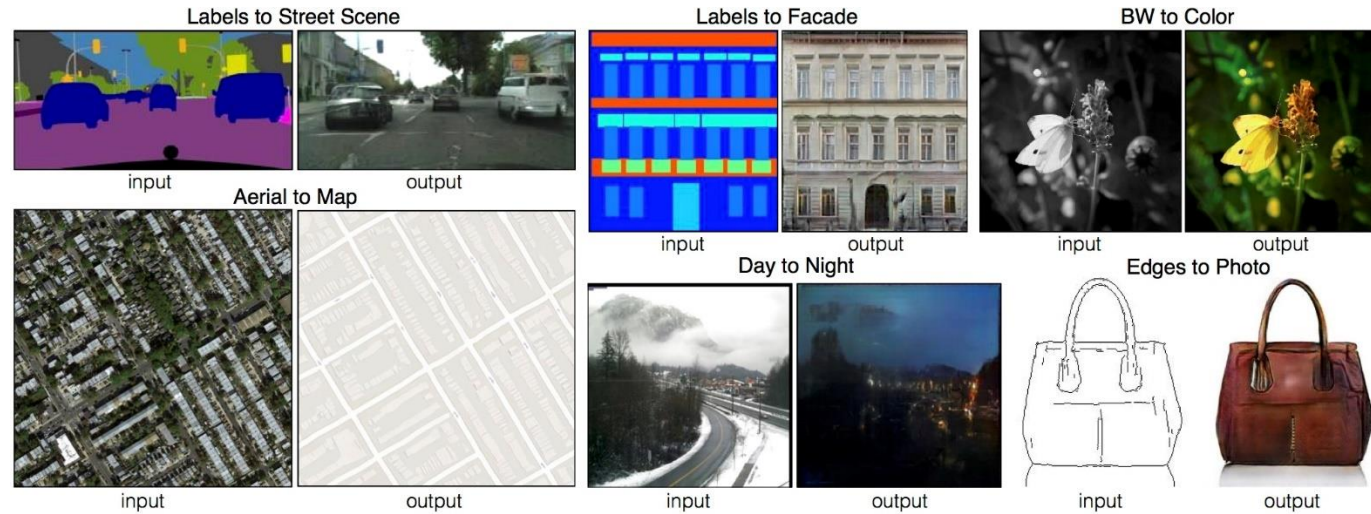 Labels to Street Scene
input
output
Aerial to Map
input
output
Labels to Facade
input
output
BW to Color
input
output
Day to Night
input
output
Edges to Photo
input
output